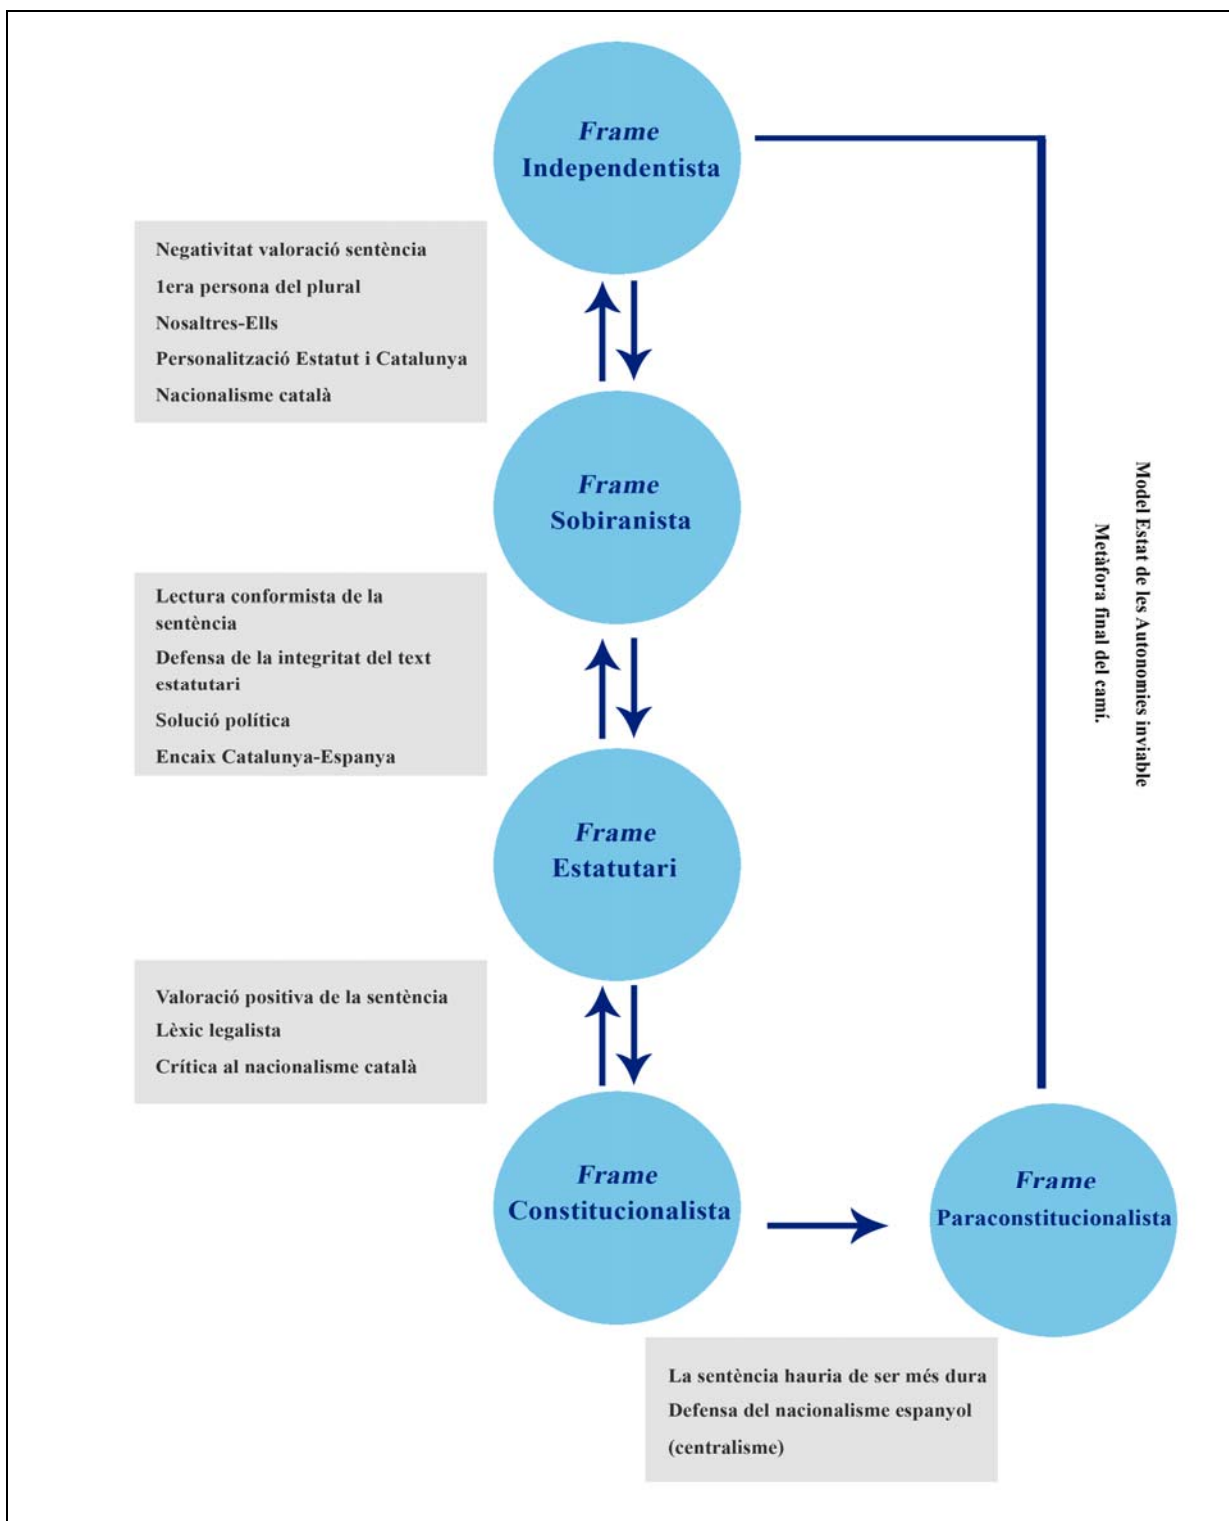 Frame
Independentista
Negativitat valoració sentència
1era persona del plural
Nosaltres-Ells
Personalització Estatut i Catalunya
Nacionalisme català
Frame
Sobiranista
Model Estat de les Autonomies inviable
Metàfora final del camí.
Lectura conformista de la
sentència
Defensa de la integritat del text
estatutari
Solució política
Encaix Catalunya-Espanya
Frame
Estatutari
Valoració positiva de la sentència
Lèxic legalista
Crítica al nacionalisme català
Frame
Constitucionalista
Frame
Paraconstitucionalista
La sentència hauria de ser més dura
Defensa del nacionalisme espanyol
(centralisme)